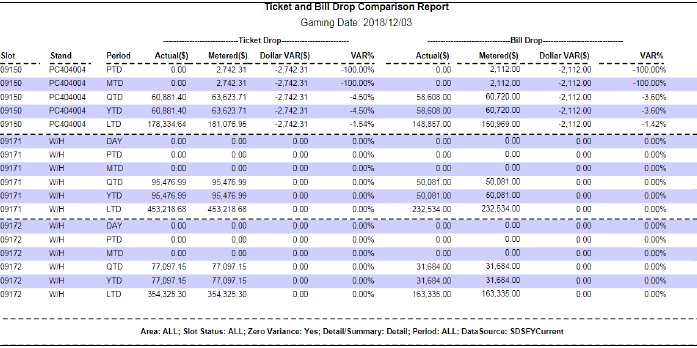 Ticket and Bill Drop Comparison Report
Gaming Date: 2018/12/03
Ticket Drop Bill Drop
Slot Stand Period Actual($) Metered($) Dollar VAR($) VAR% Actual($) Metered($) Dollar VAR($) VAR%
09150 PC404004 PTD 0.00 2,742.31 -2,742.31 -100.00% 0.00 2,112.00 -2,112.00 -100.00%
09150 PC404004 MTD 0.00 2,742.31 -2,742.31 -100.00% 0.00 2,112.00 -2,112.00 -100.00%
09150 PC404004 QTD 60,881.40 63,623.71 -2,742.31 -4.50% 58,608.00 60,720.00 -2,112.00 -3.60%
09150 PC404004 YTD 60,881.40 63,623.71 -2,742.31 -4.50% 58,608.00 60,720.00 -2,112.00 -3.60%
09150 PC404004 LTD 178,334.64 181,076.95 -2,742.31 -1.54% 148,857.00 150,969.00 -2,112.00 -1.42%
09171 W/H DAY 0.00 0.00 0.00 0.00% 0.00 0.00 0.00 0.00%
09171 W/H PTD 0.00 0.00 0.00 0.00% 0.00 0.00 0.00 0.00%
09171 W/H MTD 0.00 0.00 0.00 0.00% 0.00 0.00 0.00 0.00%
09171 W/H QTD 95,476.99 95,476.99 0.00 0.00% 50,081.00 50,081.00 0.00 0.00%
09171 W/H YTD 95,476.99 95,476.99 0.00 0.00% 50,081.00 50,081.00 0.00 0.00%
09171 W/H LTD 453,218.68 453,218.68 0.00 0.00% 232,534.00 232,534.00 0.00 0.00%
09172 W/H DAY 0.00 0.00 0.00 0.00% 0.00 0.00 0.00 0.00%
09172 W/H PTD 0.00 0.00 0.00 0.00% 0.00 0.00 0.00 0.00%
09172 W/H MTD 0.00 0.00 0.00 0.00% 0.00 0.00 0.00 0.00%
09172 W/H QTD 77,097.15 77,097.15 0.00 0.00% 31,684.00 31,684.00 0.00 0.00%
09172 W/H YTD 77,097.15 77,097.15 0.00 0.00% 31,684.00 31,684.00 0.00 0.00%
09172 W/H LTD 354,325.30 354,325.30 0.00 0.00% 163,335.00 163,335.00 0.00 0.00%
Area: ALL; Slot Status: ALL; Zero Variance: Yes; Detail/Summary: Detail; Period: ALL; DataSource: SDSFYCurrent